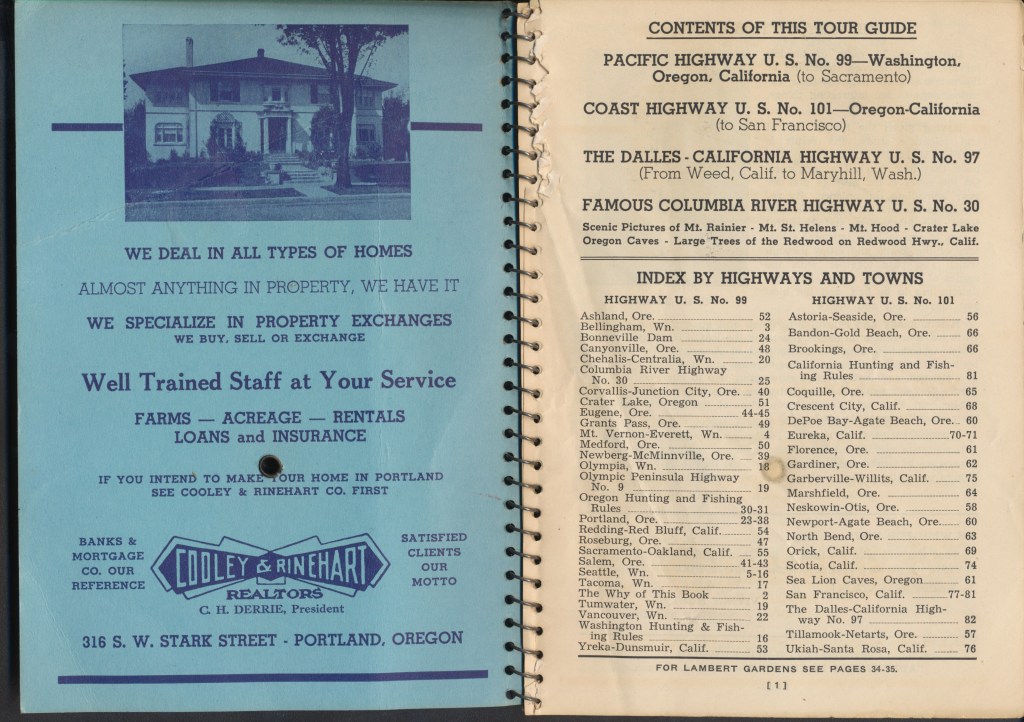 WE DEAL IN ALL TYPES OF HOMES
ALMOST ANYTHING IN PROPERTY, WE HAVE IT
WE SPECIALIZE IN PROPERTY EXCHANGES
WE BUY, SELL OR EXCHANGE
Well Trained Staff at Your Service
FARMS — ACREAGE — RENTALS
LOANS and INSURANCE
IF YOU INTEND TO MAKE YOUR HOME IN PORTLAND
SEE COOLEY & RINEHART CO. FIRST
BANKS &
MORTGAGE
CO. OUR
REFERENCE
COOLEY & RINEHART
REALTORS
C. H. DERRIE, President
SATISFIED
CLIENTS
OUR
MOTTO
316 S. W. STARK STREET - PORTLAND, OREGON
CONTENTS OF THIS TOUR GUIDE
PACIFIC HIGHWAY U. S. No. 99—Washington,
Oregon, California (to Sacramento)
COAST HIGHWAY U. S. No. 101—Oregon-California
(to San Francisco)
THE DALLES - CALIFORNIA HIGHWAY U. S. No. 97
(From Weed, Calif. to Maryhill, Wash.)
FAMOUS COLUMBIA RIVER HIGHWAY U. S. No. 30
Scenic Pictures of Mt. Rainier - Mt. St. Helens - Mt. Hood - Crater Lake
Oregon Caves - Large Trees of the Redwood on Redwood Hwy., Calif.
INDEX BY HIGHWAYS AND TOWNS
HIGHWAY U. S. No. 99
Ashland, Ore. 52
Bellingham, Wn. 3
Bonneville Dam 24
Canyonville, Ore. 48
Chehalis-Centralia, Wn. 20
Columbia River Highway
No. 30 25
Corvallis-Junction City, Ore. 40
Crater Lake, Oregon 51
Eugene, Ore. 44-45
Grants Pass, Ore. 49
Mt. Vernon-Everett, Wn. 4
Medford, Ore. 50
Newberg-McMinnville, Ore. 39
Olympia, Wn. 18
Olympic Peninsula Highway
No. 9 19
Oregon Hunting and Fishing
Rules 30-31
Portland, Ore. 23-38
Redding-Red Bluff, Calif. 54
Roseburg, Ore. 47
Sacramento-Oakland, Calif. 55
Salem, Ore. 41-43
Seattle, Wn. 5-16
Tacoma, Wn. 17
The Why of This Book 2
Tumwater, Wn. 19
Vancouver, Wn. 22
Washington Hunting & Fish-
ing Rules 16
Yreka-Dunsmuir, Calif. 53
HIGHWAY U. S. No. 101
Astoria-Seaside, Ore. 56
Bandon-Gold Beach, Ore. 66
Brookings, Ore. 66
California Hunting and Fish-
ing Rules 81
Coquille, Ore. 65
Crescent City, Calif. 68
DePoe Bay-Agate Beach, Ore. 60
Eureka, Calif. 70-71
Florence, Ore. 61
Gardiner, Ore. 62
Garberville-Willits, Calif. 75
Marshfield, Ore. 64
Neskowin-Otis, Ore. 58
Newport-Agate Beach, Ore. 60
North Bend, Ore. 63
Orick, Calif. 69
Scotia, Calif. 74
Sea Lion Caves, Oregon 61
San Francisco, Calif. 77-81
The Dalles-California High-
way No. 97 82
Tillamook-Netarts, Ore. 57
Ukiah-Santa Rosa, Calif. 76
FOR LAMBERT GARDENS SEE PAGES 34-35.
[ 1 ]